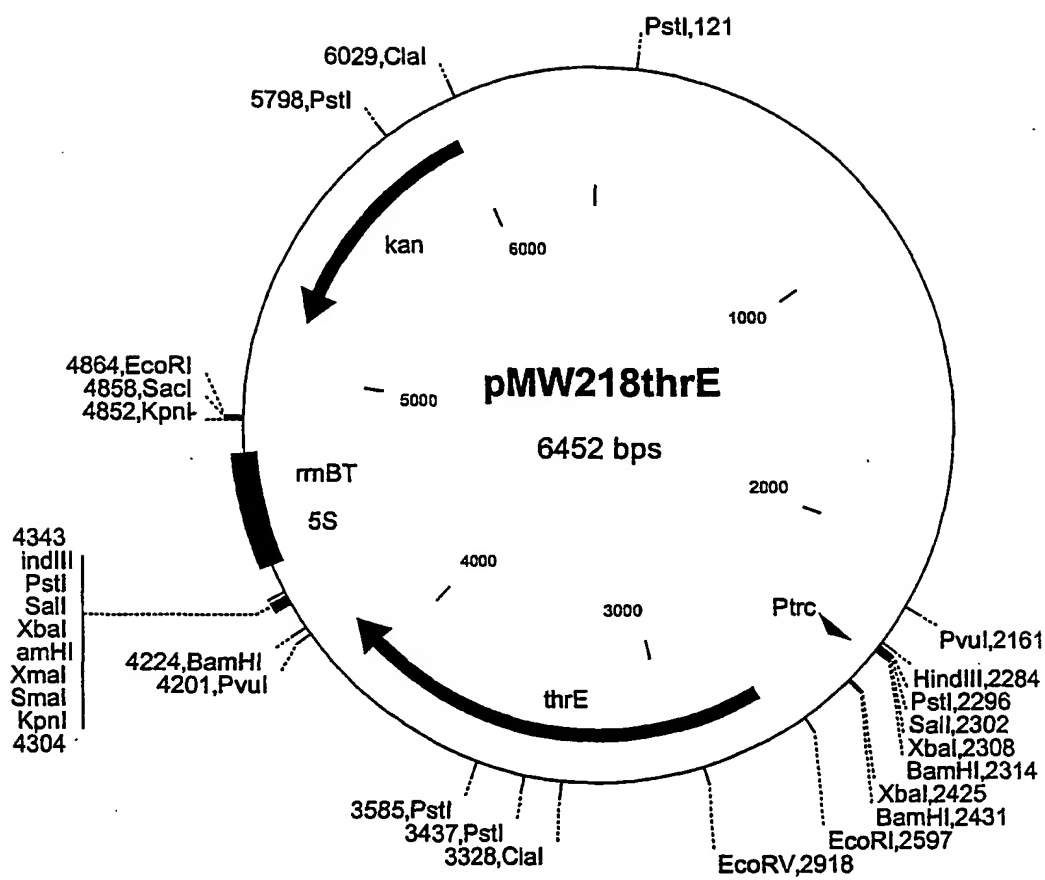 PstI,121
6029,ClaI
5798,PstI
kan
6000
1000
4864,EcoRI
4858,SacI
4852,KpnI
5000
pMW218thrE
6452 bps
rrnBT
5S
2000
4343
indIII
PstI
SalI
XbaI
amHI
XmaI
SmaI
KpnI
4304
4000
3000
Ptrc
PvuI,2161
4224,BamHI
4201,PvuI
HindIII,2284
PstI,2296
SalI,2302
XbaI,2308
BamHI,2314
XbaI,2425
BamHI,2431
thrE
EcoRI,2597
3585,PstI
3437,PstI
3328,ClaI
EcoRV,2918